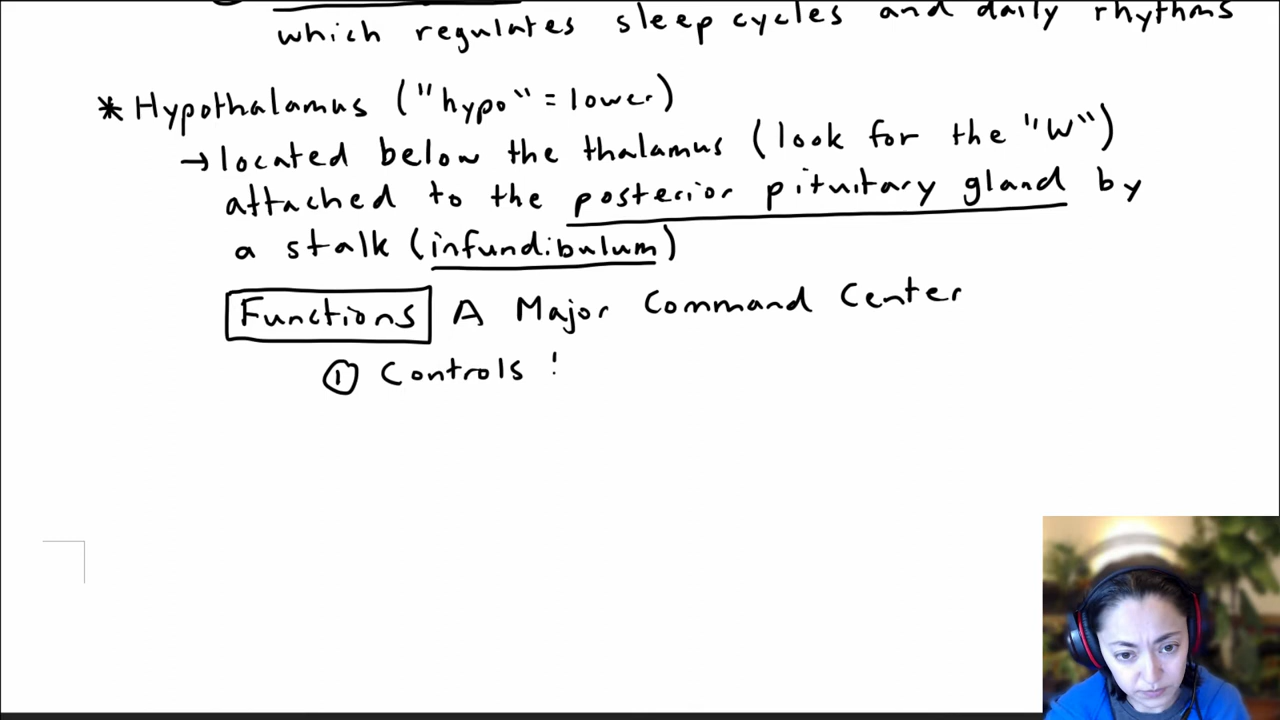 which regulates sleep cycles and daily rhythms
* Hypothalamus ("hypo" = lower)
→ located below the thalamus (look for the "W")
attached to the posterior pituitary gland by
a stalk (infundibulum)
Functions A Major Command Center
① Controls